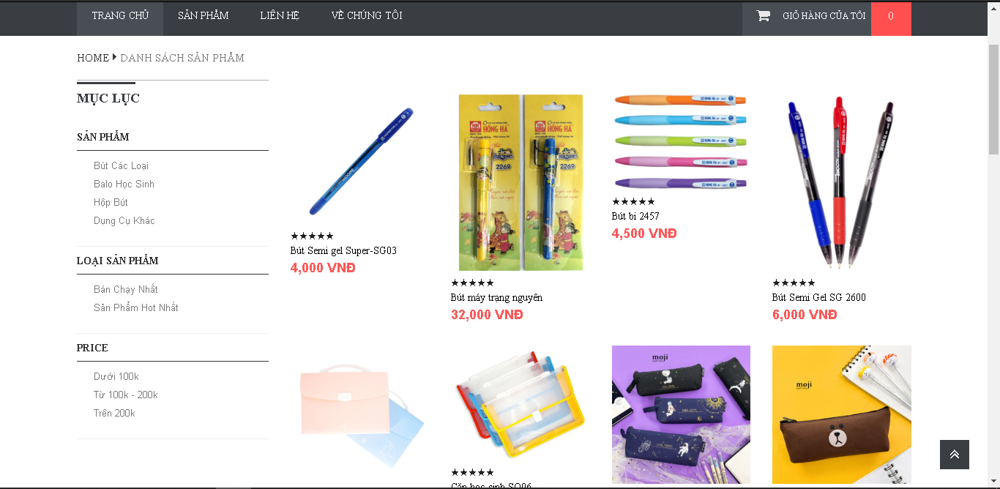 TRANG CHỦ
SẢN PHẨM
LIÊN HỆ
VỀ CHÚNG TÔI
GIỎ HÀNG CỦA TÔI
0
HOME
DANH SÁCH SẢN PHẨM
MỤC LỤC
SẢN PHẨM
Bút Các Loại
Balo Học Sinh
Hộp Bút
Dụng Cụ Khác
LOẠI SẢN PHẨM
Bán Chạy Nhất
Sản Phẩm Hot Nhất
PRICE
Dưới 100k
Từ 100k - 200k
Trên 200k
★★★★★
Bút Semi gel Super-SG03
4,000 VNĐ
HỒNG HÀ
2269
HỒNG HÀ
2269
★★★★★
Bút máy trạng nguyên
32,000 VNĐ
★★★★★
Bút bi 2457
4,500 VNĐ
★★★★★
Bút Semi Gel SG 2600
6,000 VNĐ
★★★★★
moji
moji